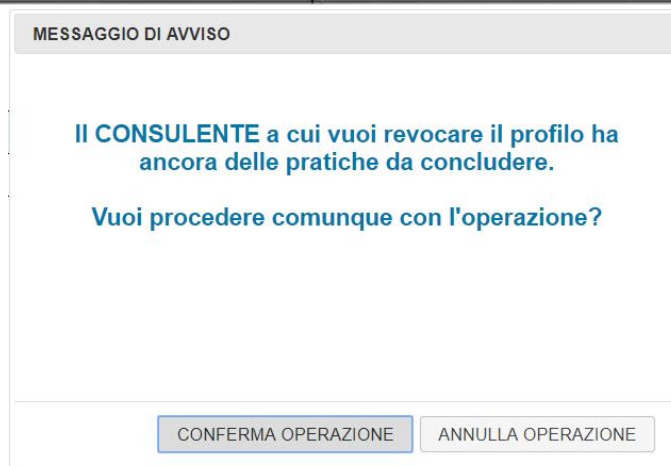 MESSAGGIO DI AVVISO
Il CONSULENTE a cui vuoi revocare il profilo ha
ancora delle pratiche da concludere.
Vuoi procedere comunque con l'operazione?
CONFERMA OPERAZIONE
ANNULLA OPERAZIONE